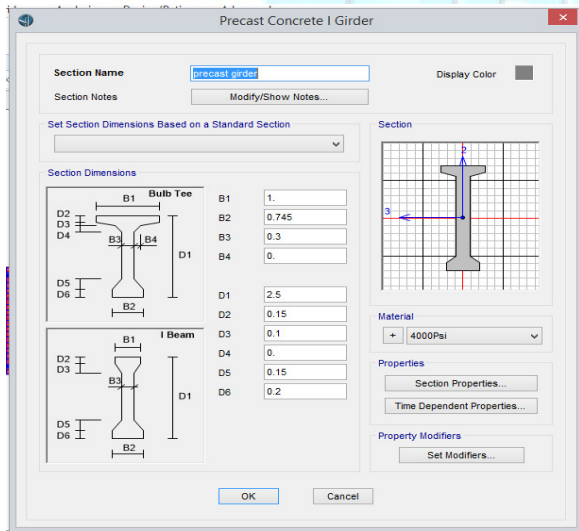 Precast Concrete I Girder
Section Name precast girder Display Color
Section Notes Modify/Show Notes...
Set Section Dimensions Based on a Standard Section
Section
Section Dimensions
Bulb Tee
B1
D2
D3
D4
B3
B4
D1
D5
D6
B2
I Beam
B1
D2
D3
B3
D1
D5
D6
B2
B1 1.
B2 0.745
B3 0.3
B4 0.
D1 2.5
D2 0.15
D3 0.1
D4 0.
D5 0.15
D6 0.2
2
3
Material
+ 4000Psi
Properties
Section Properties...
Time Dependent Properties...
Property Modifiers
Set Modifiers...
OK Cancel